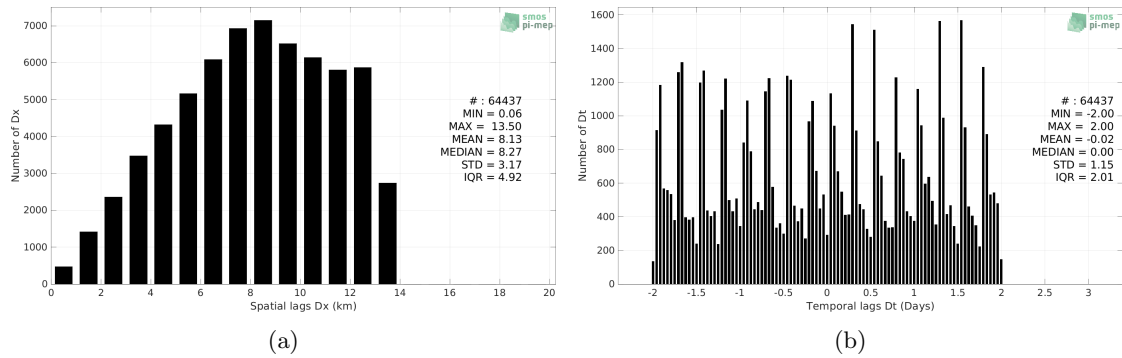 7000
6000
5000
4000
3000
2000
1000
0
Number of Dx
0 2 4 6 8 10 12 14 16 18 20
Spatial lags Dx (km)
smos
pi-mep
# : 64437
MIN = 0.06
MAX = 13.50
MEAN = 8.13
MEDIAN = 8.27
STD = 3.17
IQR = 4.92
(a)
1600
1400
1200
1000
800
600
400
200
0
Number of Dt
-2 -1.5 -1 -0.5 0 0.5 1 1.5 2 2.5 3
Temporal lags Dt (Days)
smos
pi-mep
# : 64437
MIN = -2.00
MAX = 2.00
MEAN = -0.02
MEDIAN = 0.00
STD = 1.15
IQR = 2.01
(b)